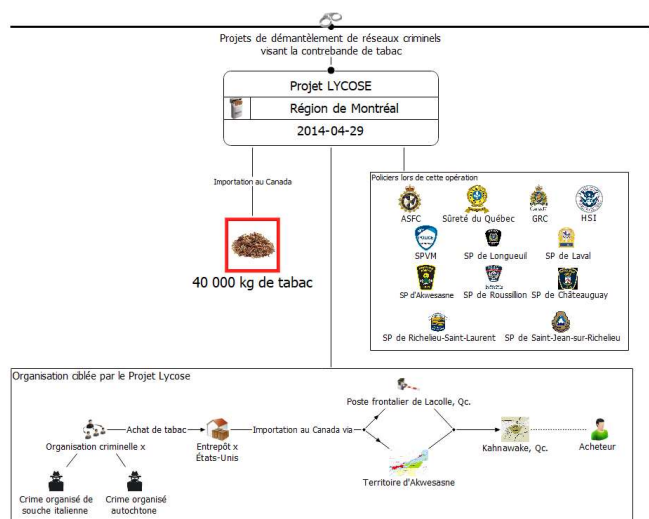 Projets de démantèlement de réseaux criminels
visant la contrebande de tabac
Projet LYCOSE
Région de Montréal
2014-04-29
Importation au Canada
40 000 kg de tabac
Policiers lors de cette opération
ASFC
Sûreté du Québec
GRC
HSI
SPVM
SP de Longueuil
SP de Laval
SP d'Akwesasne
SP de Roussillon
SP de Châteauguay
SP de Richelieu-Saint-Laurent
SP de Saint-Jean-sur-Richelieu
Organisation ciblée par le Projet Lycose
Organisation criminelle x
Achat de tabac
Entrepôt x
États-Unis
Importation au Canada via
Poste frontalier de Lacolle, Qc.
Territoire d'Akwesasne
Kahnawake, Qc.
Acheteur
Crime organisé de
souche italienne
Crime organisé
autochtone